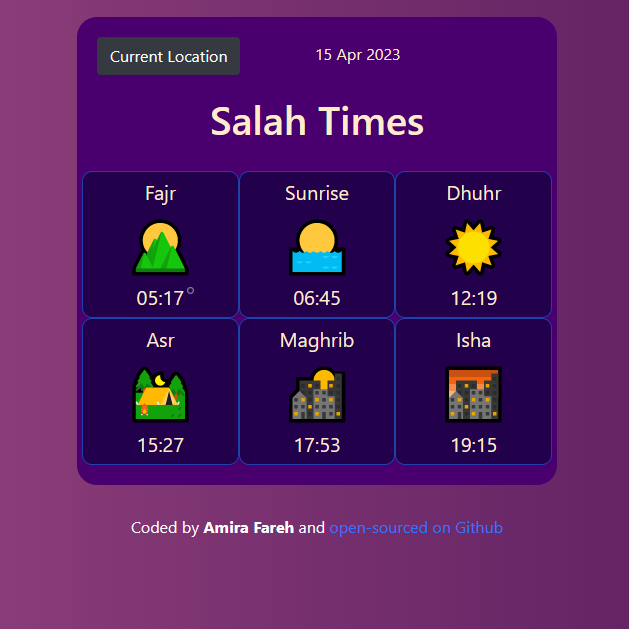 Current Location 15 Apr 2023
Salah Times
Fajr Sunrise Dhuhr
05:17° 06:45 12:19
Asr Maghrib Isha
15:27 17:53 19:15
Coded by Amira Fareh and open-sourced on Github